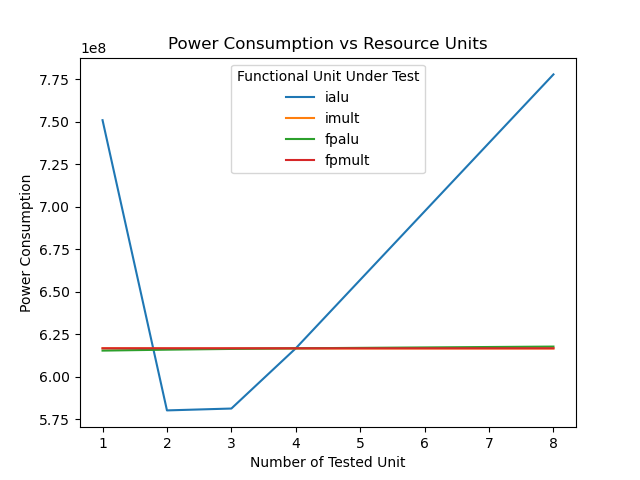 Power Consumption vs Resource Units
1e8
7.75
7.50
7.25
7.00
6.75
6.50
6.25
6.00
5.75
Power Consumption
Functional Unit Under Test
ialu
imult
fpalu
fpmult
1 2 3 4 5 6 7 8
Number of Tested Unit